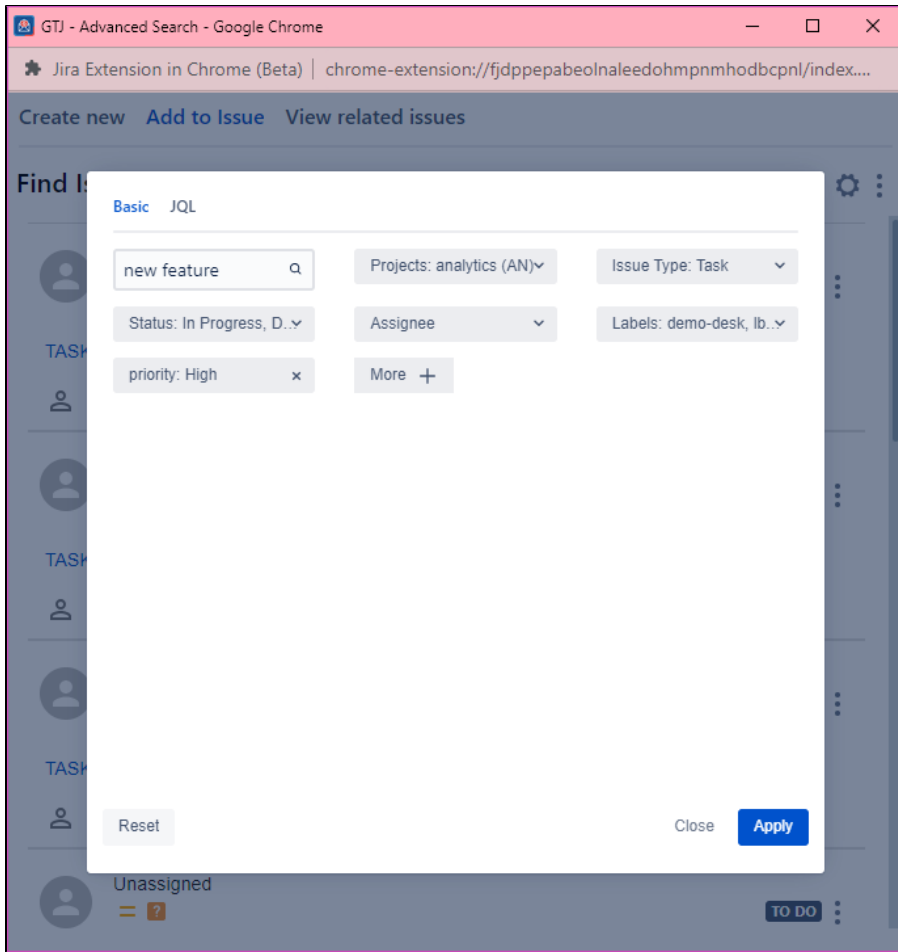 GTJ - Advanced Search - Google Chrome
Jira Extension in Chrome (Beta) | chrome-extension://fjdppepabeolnaleedohmpnmhodbcpnl/index....
Create new Add to Issue View related issues
Find Is
Basic JQL
new feature Projects: analytics (AN) Issue Type: Task
Status: In Progress, D... Assignee Labels: demo-desk, lb...
priority: High More +
TASK
TASK
TASK
Reset Close Apply
Unassigned
? TO DO